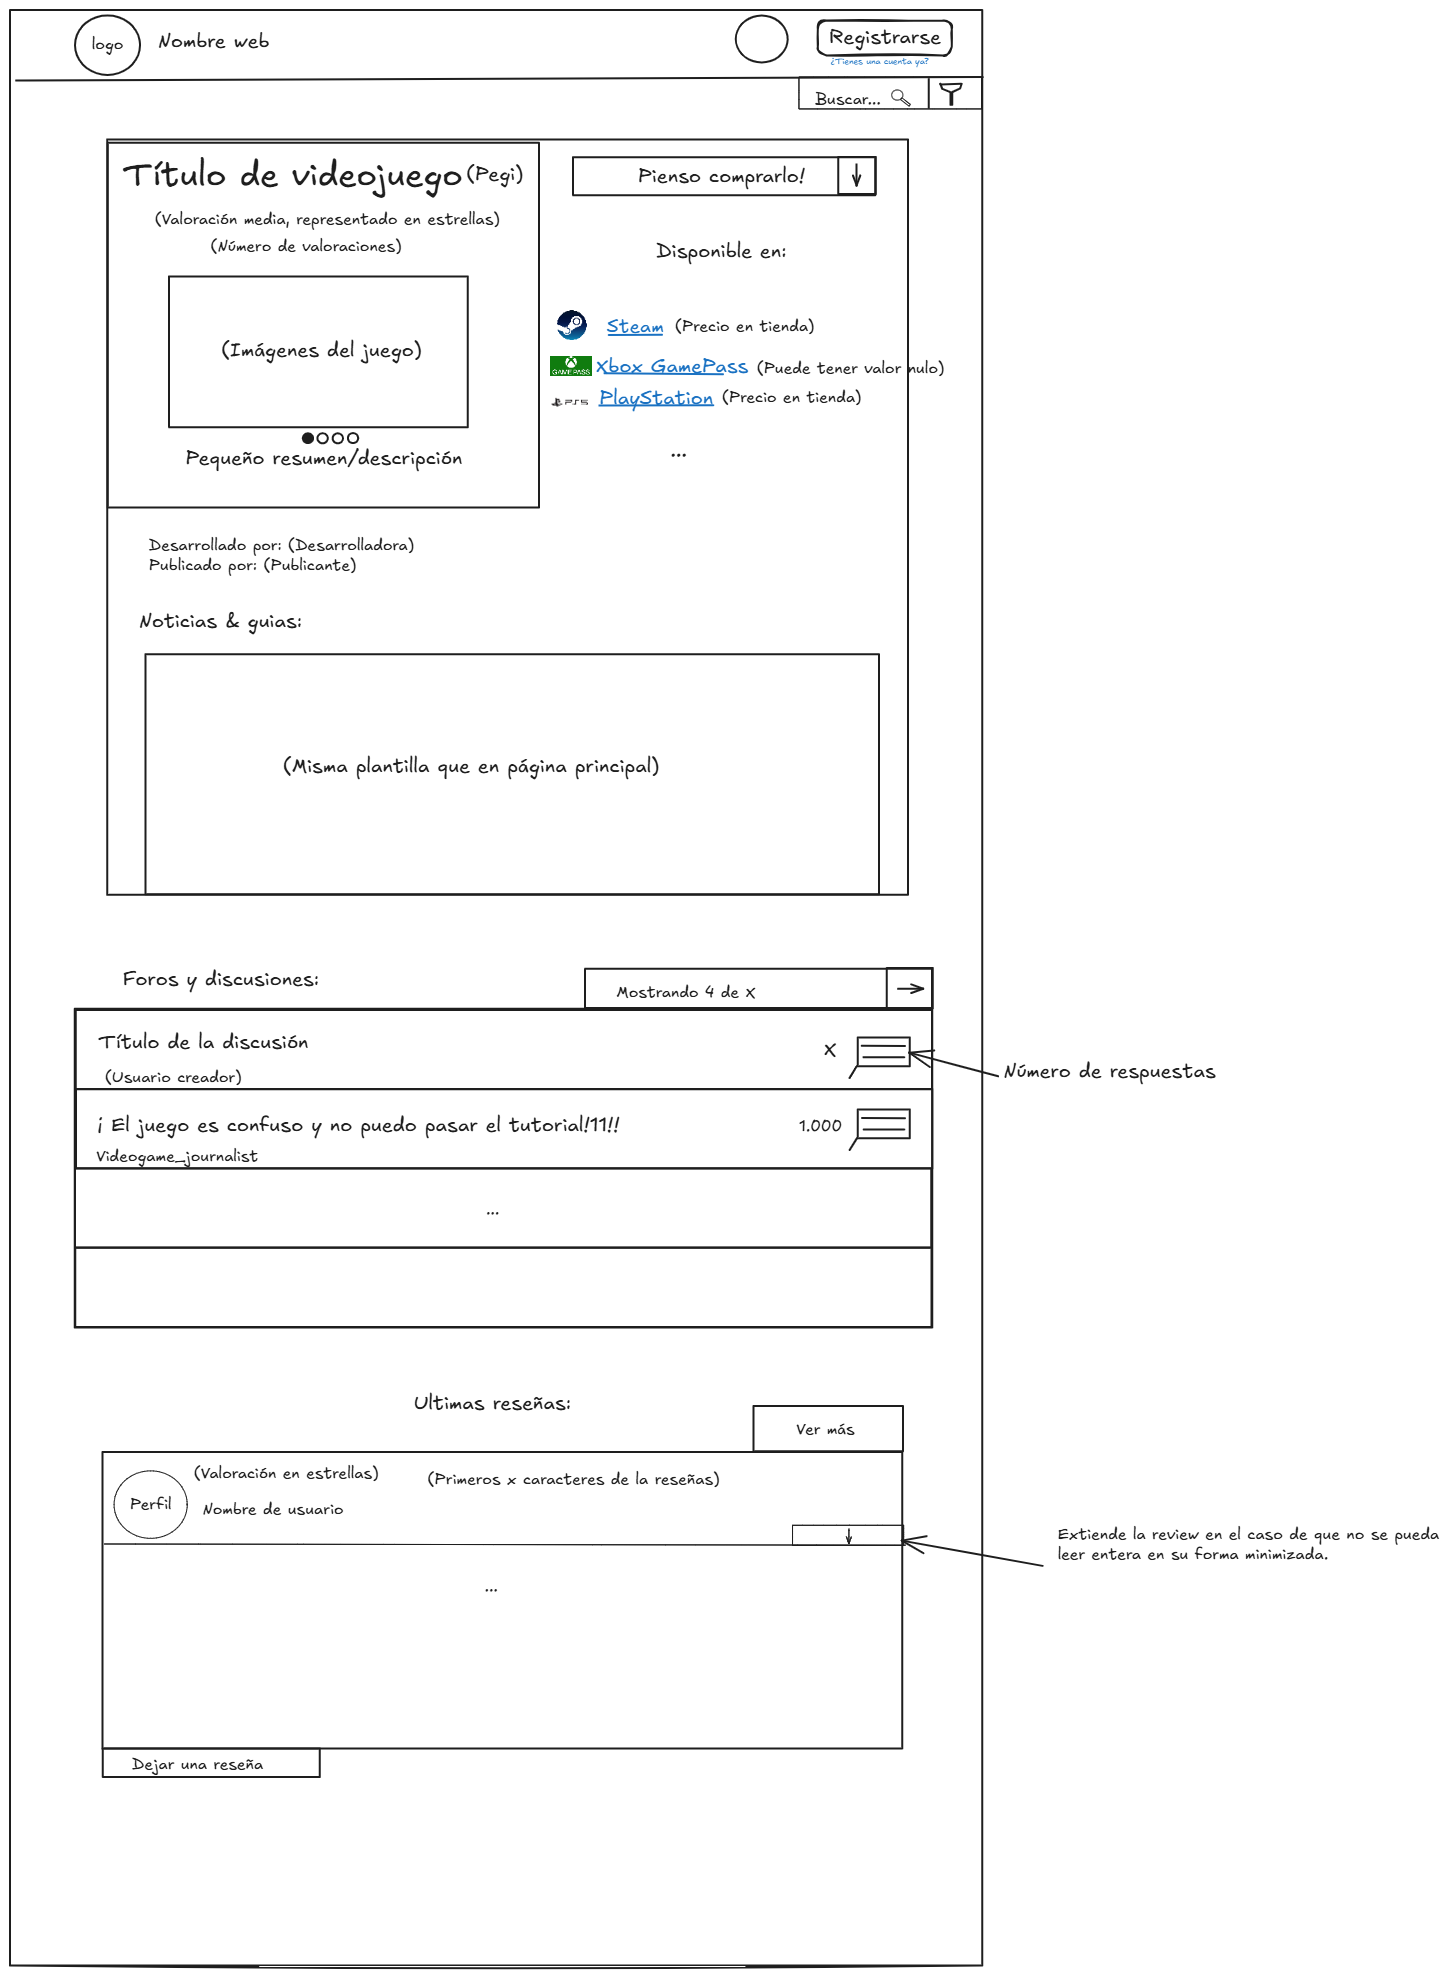 logo
Nombre web
Registrarse
¿Tienes una cuenta ya?
Buscar...
Título de videojuego (Pegi)
(Valoración media, representado en estrellas)
(Número de valoraciones)
(Imágenes del juego)
Pequeño resumen/descripción
Pienso comprarlo!
Disponible en:
Steam (Precio en tienda)
GAME PASS Xbox GamePass (Puede tener valor nulo)
PS5 PlayStation (Precio en tienda)
...
Desarrollado por: (Desarrolladora)
Publicado por: (Publicante)
Noticias & guias:
(Misma plantilla que en página principal)
Foros y discusiones:
Mostrando 4 de X
Título de la discusión
(Usuario creador)
X
Número de respuestas
¡ El juego es confuso y no puedo pasar el tutorial!11!!
Videogame_journalist
1.000
...
Ultimas reseñas:
Ver más
Perfil
(Valoración en estrellas)
Nombre de usuario
(Primeros x caracteres de la reseñas)
Extiende la review en el caso de que no se pueda
leer entera en su forma minimizada.
...
Dejar una reseña